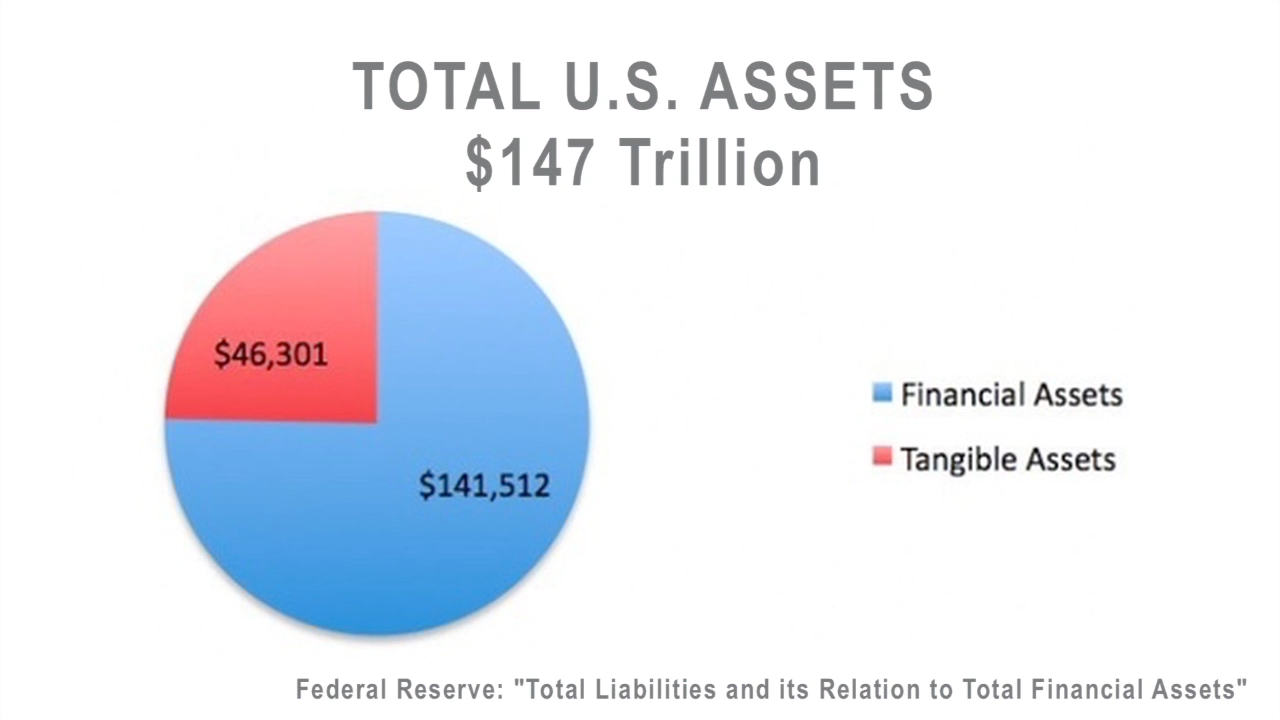 TOTAL U.S. ASSETS
$147 Trillion
$46,301
$141,512
Financial Assets
Tangible Assets
Federal Reserve: "Total Liabilities and its Relation to Total Financial Assets"